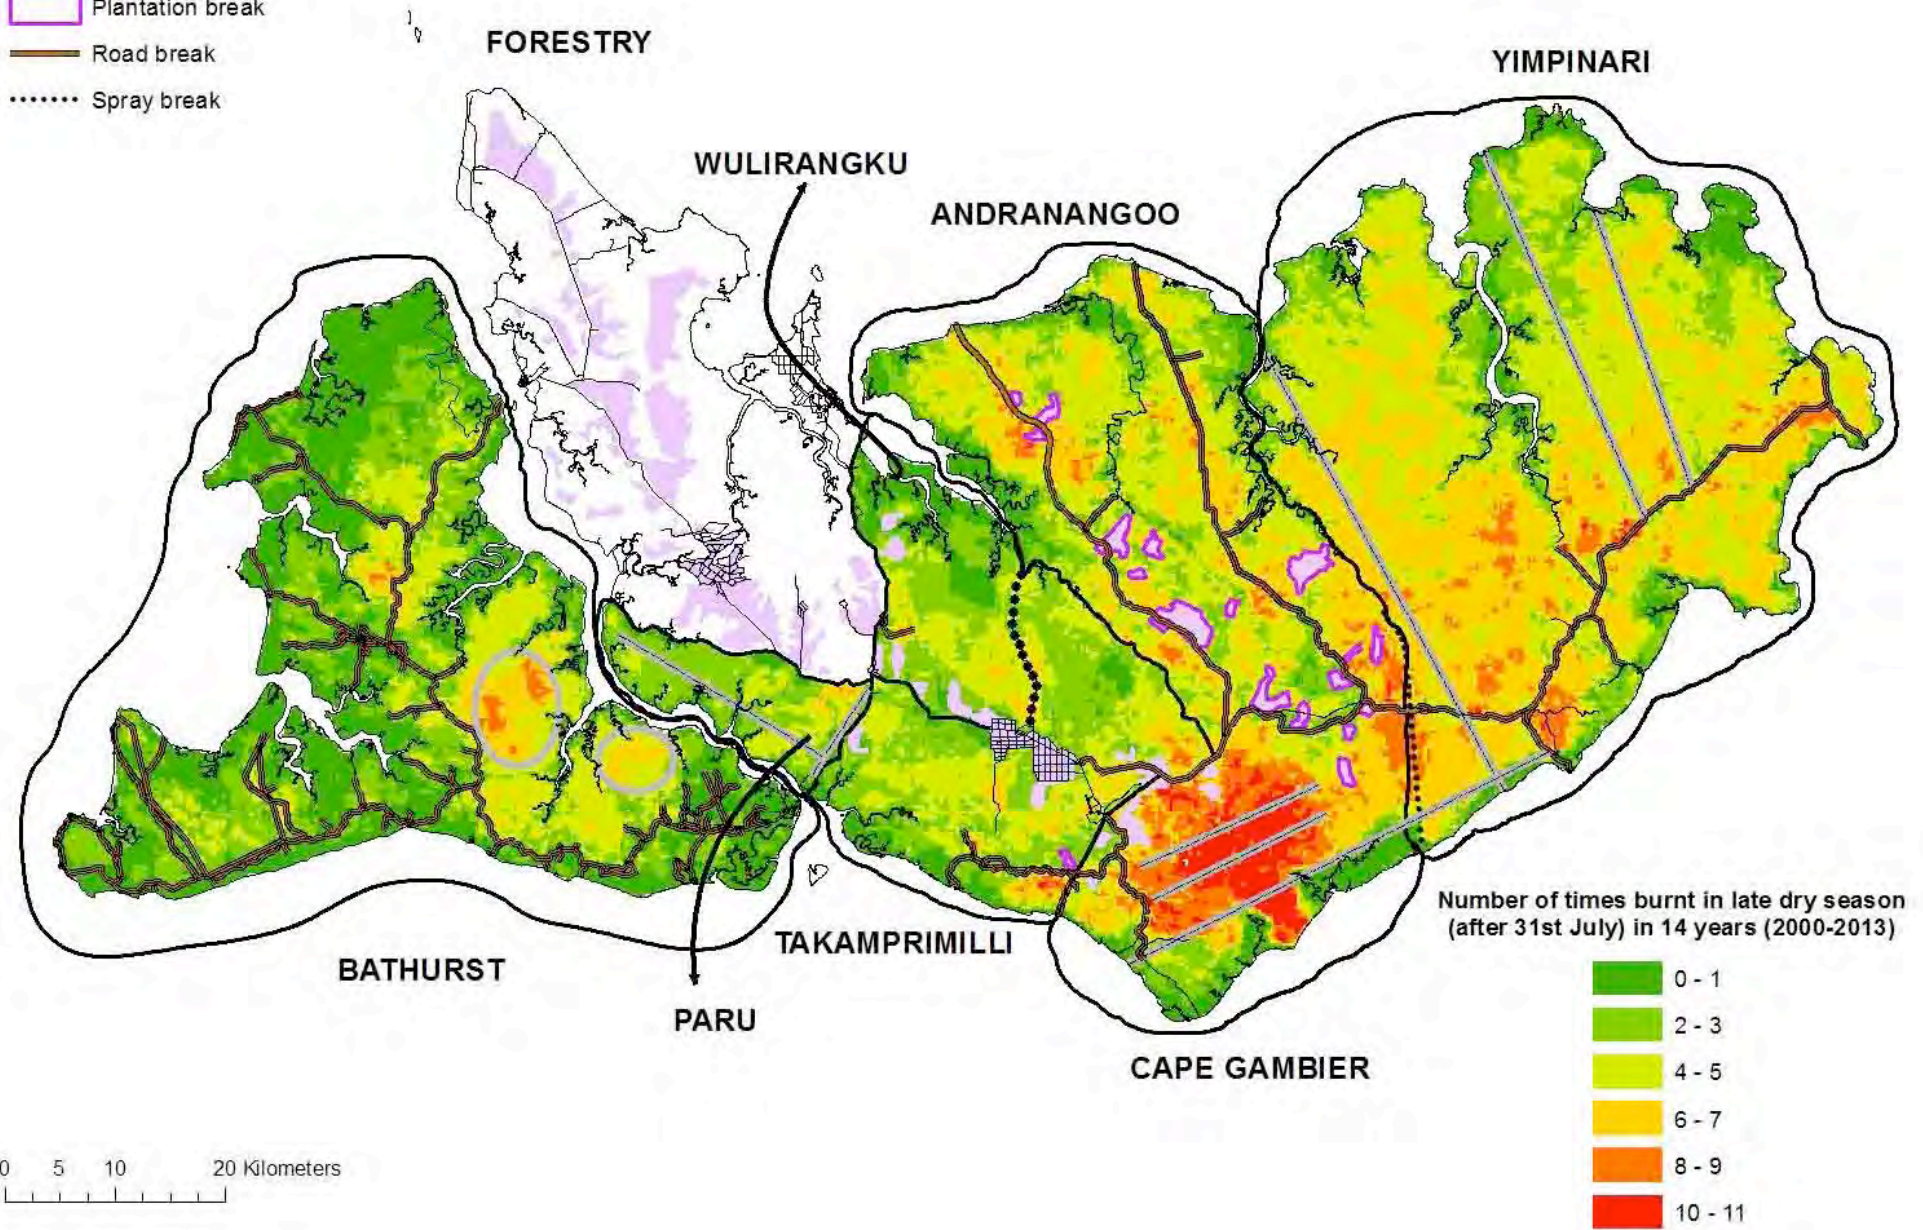 Plantation break
Road break
Spray break
FORESTRY
YIMPINARI
WULIRANGKU
ANDRANANGOO
BATHURST
TAKAMPRIMILLI
PARU
CAPE GAMBIER
Number of times burnt in late dry season
(after 31st July) in 14 years (2000-2013)
0 - 1
2 - 3
4 - 5
6 - 7
8 - 9
10 - 11
0 5 10 20 Kilometers